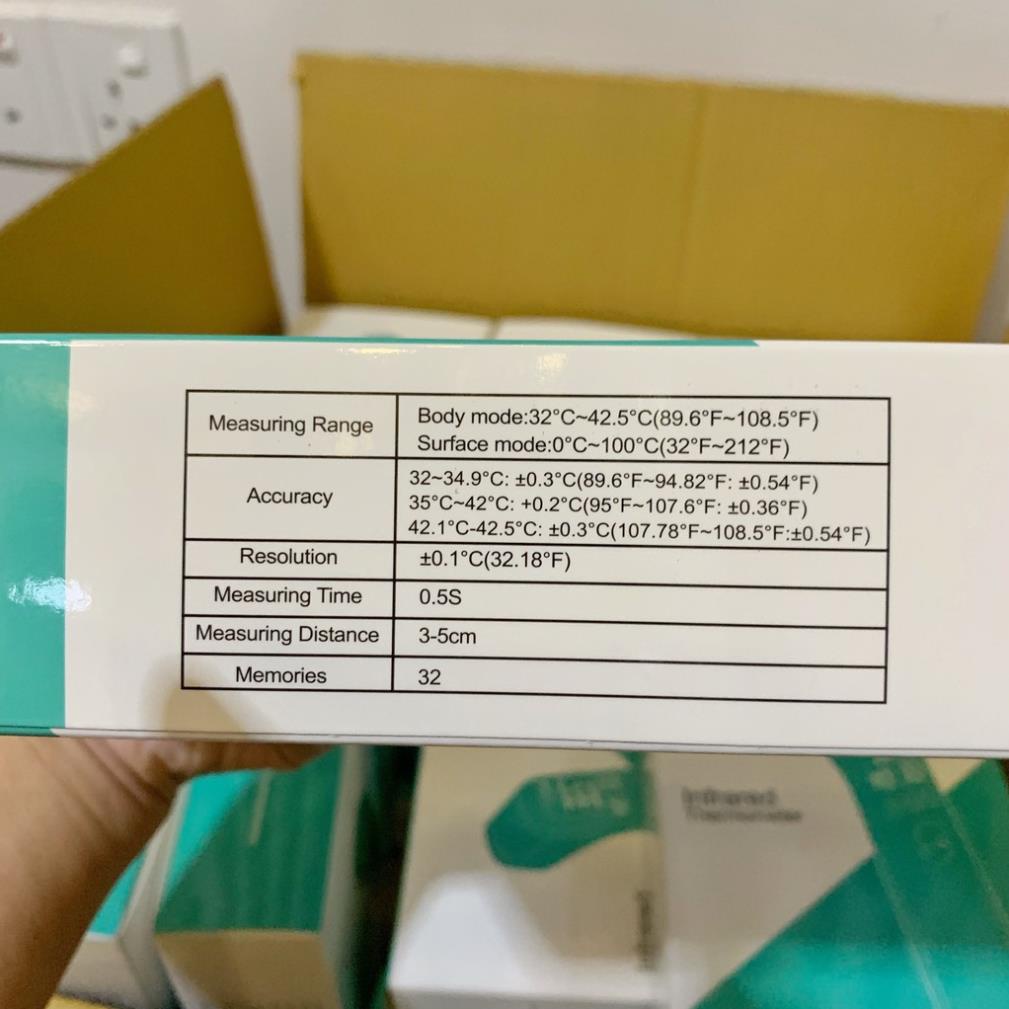 Measuring Range
Body mode:32°C~42.5°C(89.6°F~108.5°F)
Surface mode:0°C~100°C(32°F~212°F)
Accuracy
32~34.9°C: ±0.3°C(89.6°F~94.82°F: ±0.54°F)
35°C~42°C: +0.2°C(95°F~107.6°F: ±0.36°F)
42.1°C-42.5°C: ±0.3°C(107.78°F~108.5°F:±0.54°F)
Resolution
±0.1°C(32.18°F)
Measuring Time
0.5S
Measuring Distance
3-5cm
Memories
32
Infrared
Thermometer